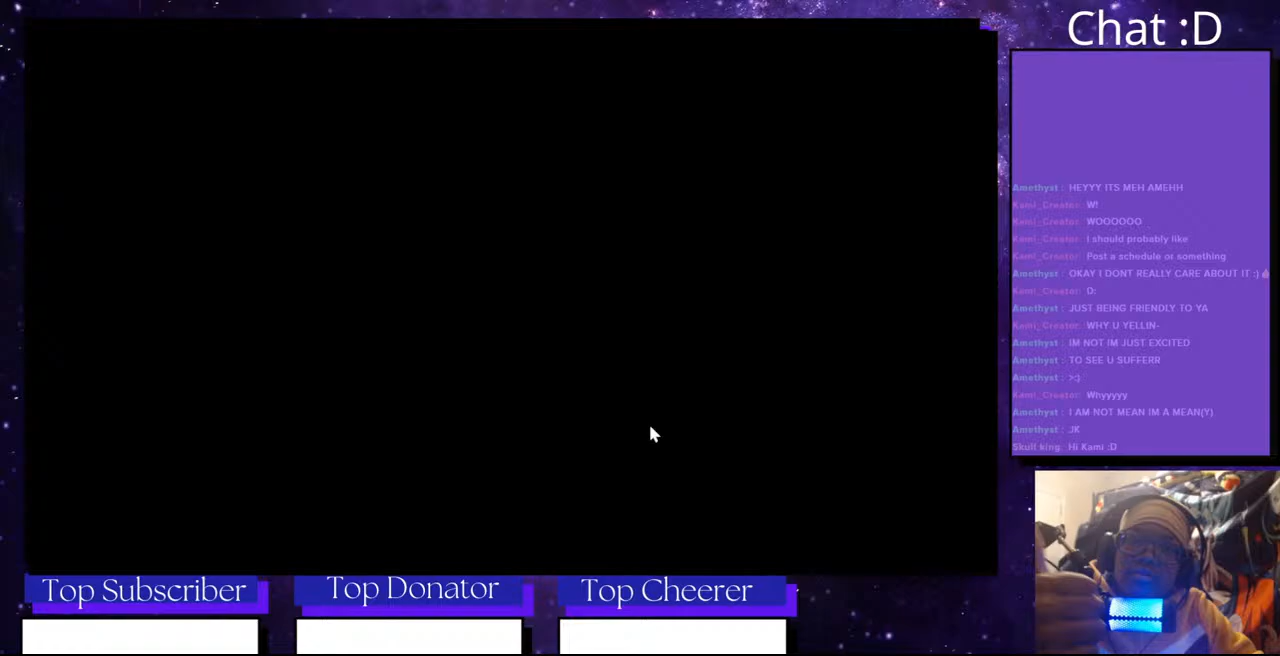 Chat :D
Amethyst : HEYYY ITS MEH AMEHH
Kami_Creator: W!
Kami_Creator: WOOOOOO
Kami_Creator: I should probably like
Kami_Creator: Post a schedule or something
Amethyst : OKAY I DONT REALLY CARE ABOUT IT :)
Kami_Creator: D:
Amethyst : JUST BEING FRIENDLY TO YA
Kami_Creator: WHY U YELLIN-
Amethyst : IM NOT IM JUST EXCITED
Amethyst : TO SEE U SUFFERR
Amethyst : >:)
Kami_Creator: Whyyyyy
Amethyst : I AM NOT MEAN IM A MEAN(Y)
Amethyst : JK
Skull king: Hi Kami :D
Top Subscriber
Top Donator
Top Cheerer